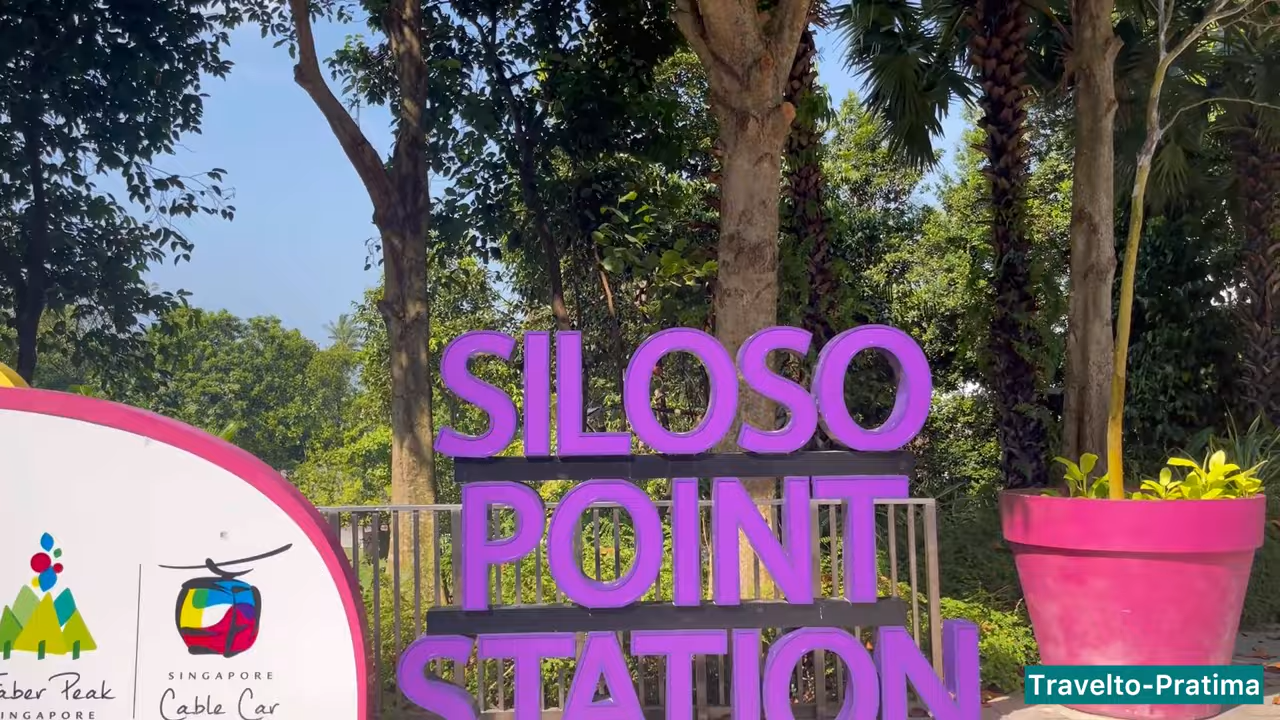 SILOSO
POINT
STATION
Faber Peak
SINGAPORE
SINGAPORE
Cable Car
Travelto-Pratima